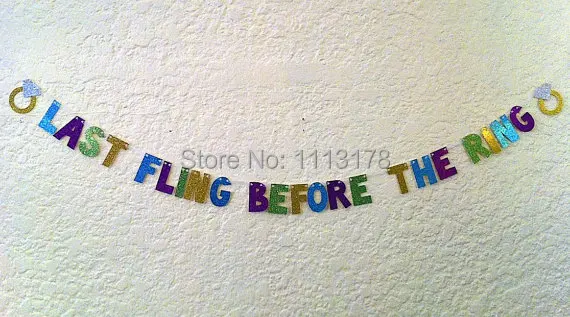 LAST FLING BEFORE THE RING
Store No: 1113178